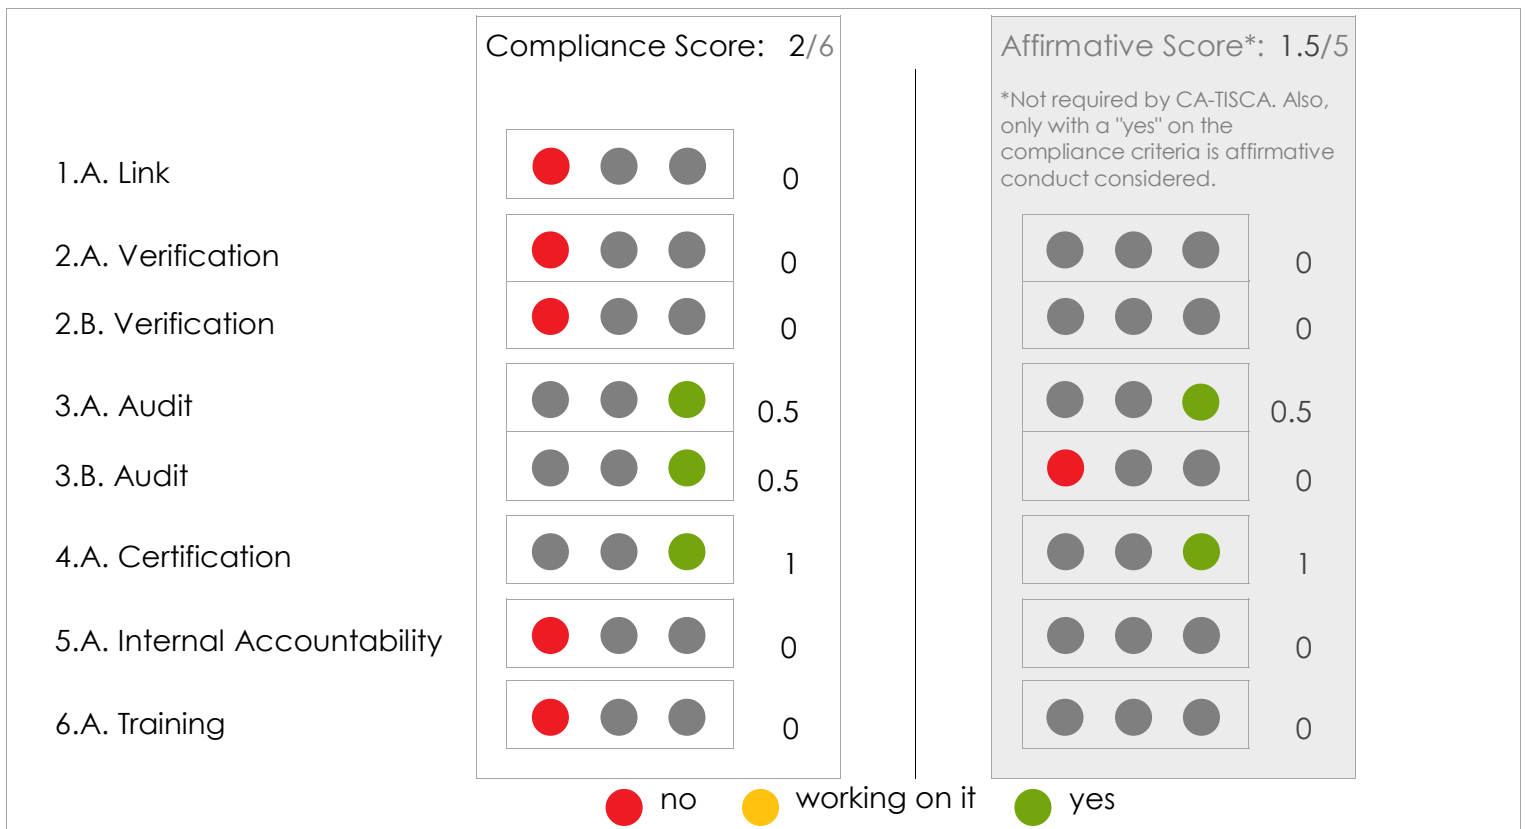 Compliance Score: 2/6
Affirmative Score*: 1.5/5
*Not required by CA-TISCA. Also,
only with a "yes" on the
compliance criteria is affirmative
conduct considered.
1.A. Link 0
2.A. Verification 0 0
2.B. Verification 0 0
3.A. Audit 0.5 0.5
3.B. Audit 0.5 0
4.A. Certification 1 1
5.A. Internal Accountability 0 0
6.A. Training 0 0
no working on it yes